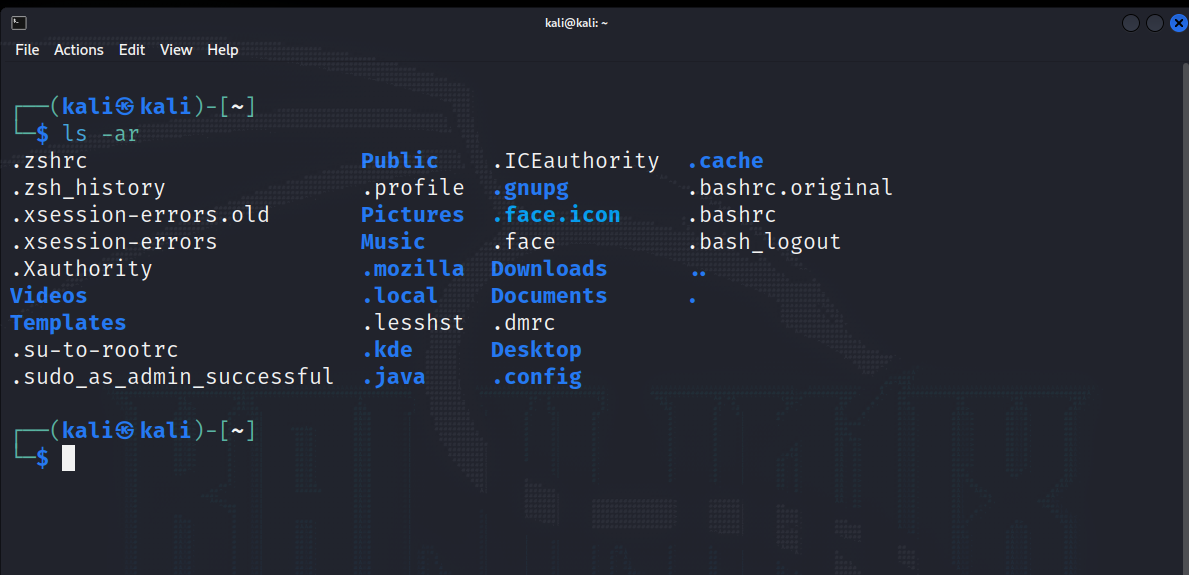 kali@kali: ~
File Actions Edit View Help
┌──(kali㉿kali)-[~]
└─$ ls -ar
.zshrc Public .ICEauthority .cache
.zsh_history .profile .gnupg .bashrc.original
.xsession-errors.old Pictures .face.icon .bashrc
.xsession-errors Music .face .bash_logout
.Xauthority .mozilla Downloads ..
Videos .local Documents .
Templates .lesshst .dmrc
.su-to-rootrc .kde Desktop
.sudo_as_admin_successful .java .config
┌──(kali㉿kali)-[~]
└─$